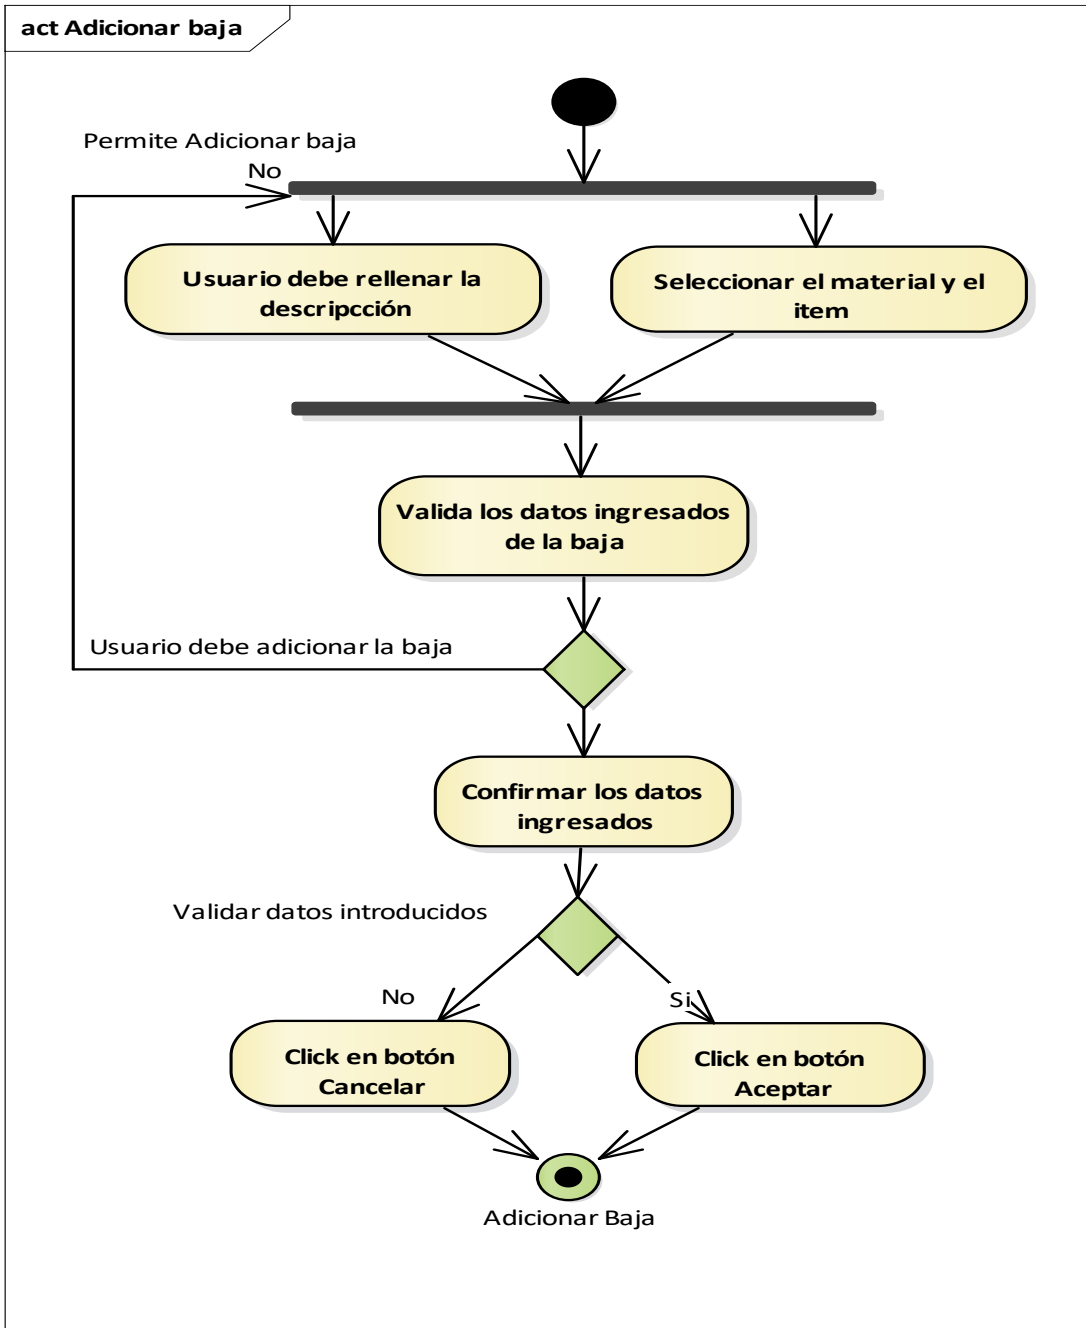 act Adicionar baja
Permite Adicionar baja
No
Usuario debe rellenar la
descripcción
Seleccionar el material y el
item
Valida los datos ingresados
de la baja
Usuario debe adicionar la baja
Confirmar los datos
ingresados
Validar datos introducidos
No
Si
Click en botón
Cancelar
Click en botón
Aceptar
Adicionar Baja